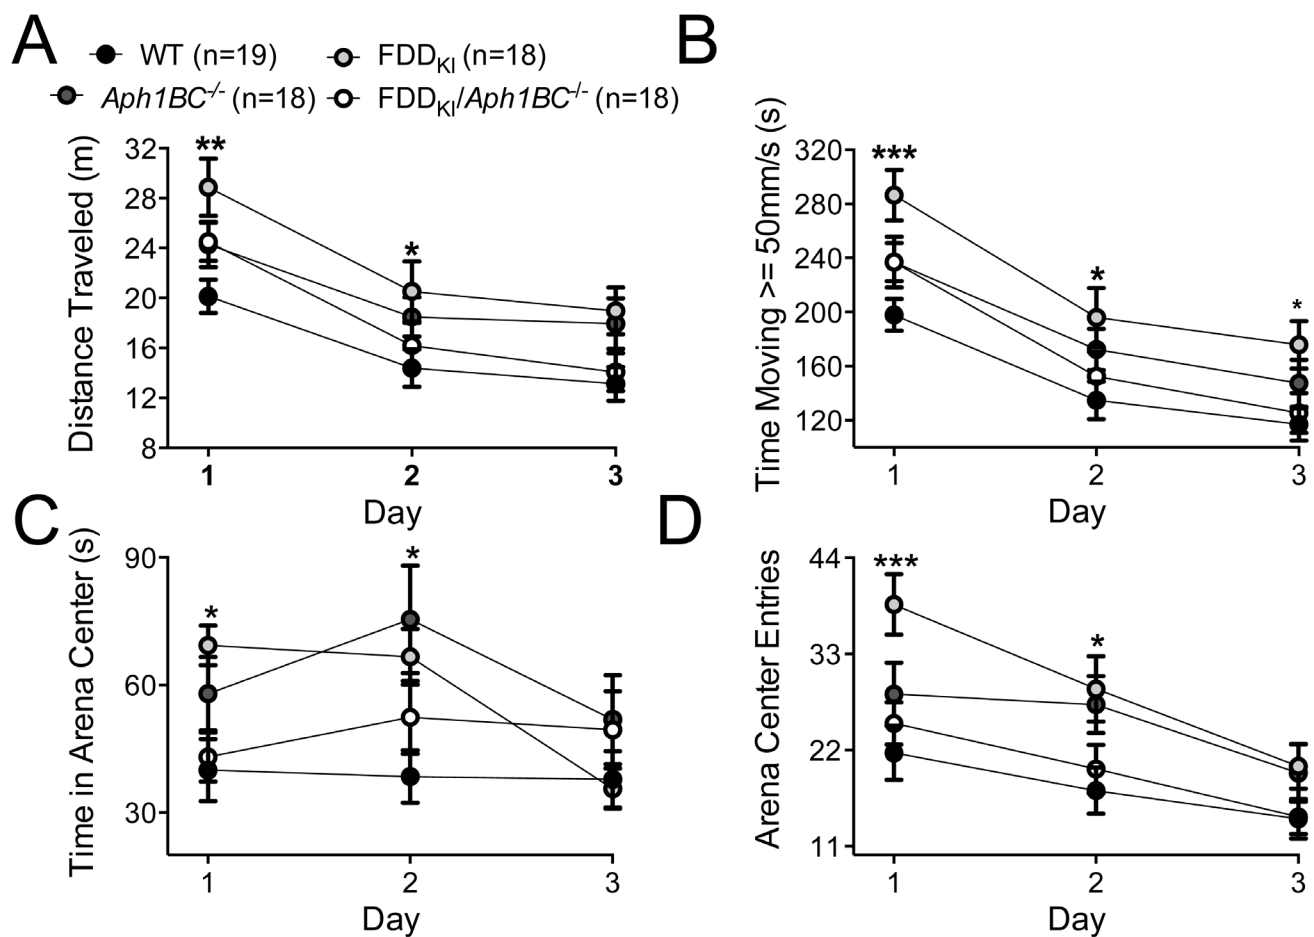 A
WT (n=19)
FDDKI (n=18)
Aph1BC-/- (n=18)
FDDKI/Aph1BC-/- (n=18)
Distance Traveled (m)
32
28
24
20
16
12
8
**
*
1 2 3
Day
B
Time Moving >= 50mm/s (s)
320
280
240
200
160
120
***
*
*
1 2 3
Day
C
Time in Arena Center (s)
90
60
30
*
*
1 2 3
Day
D
Arena Center Entries
44
33
22
11
***
*
1 2 3
Day